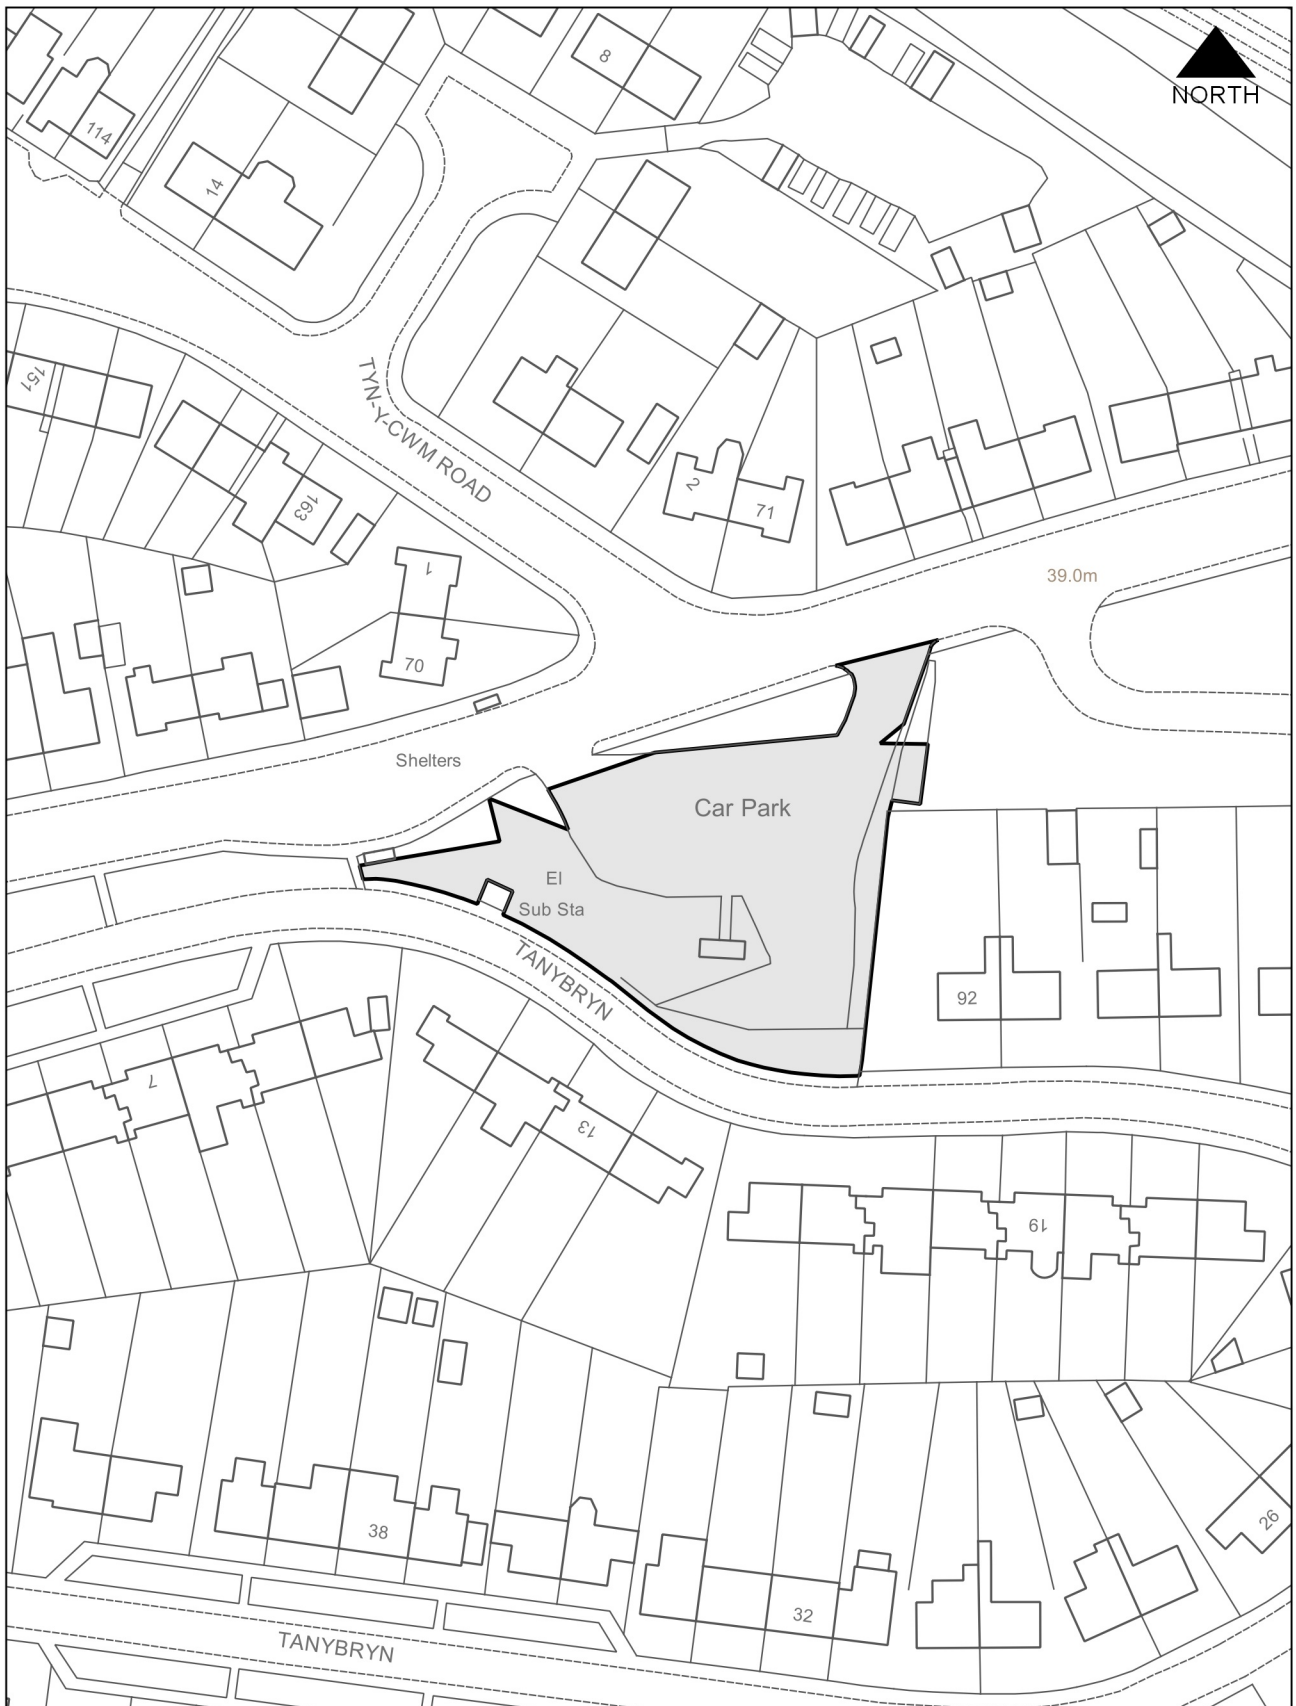 NORTH
8
114
14
151
TYN-Y-CWM ROAD
163
2
71
39.0m
1
70
Shelters
Car Park
El
Sub Sta
TANYBRYN
92
7
13
19
26
38
32
TANYBRYN